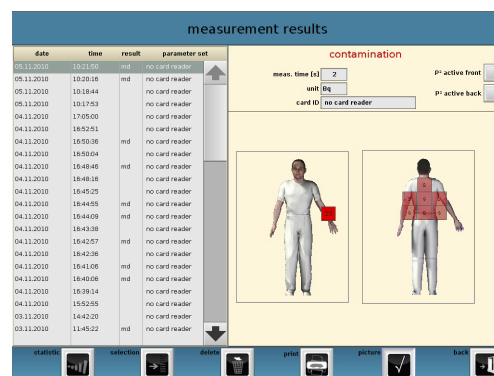 measurement results
date time result parameter set
05.11.2010 10:21:50 md no card reader
05.11.2010 10:20:16 md no card reader
05.11.2010 10:18:44 no card reader
05.11.2010 10:17:53 no card reader
04.11.2010 17:05:00 no card reader
04.11.2010 16:52:51 no card reader
04.11.2010 16:50:36 md no card reader
04.11.2010 16:50:04 no card reader
04.11.2010 16:48:46 md no card reader
04.11.2010 16:48:16 no card reader
04.11.2010 16:45:25 no card reader
04.11.2010 16:44:55 md no card reader
04.11.2010 16:44:09 md no card reader
04.11.2010 16:43:38 no card reader
04.11.2010 16:42:57 md no card reader
04.11.2010 16:42:36 no card reader
04.11.2010 16:41:06 md no card reader
04.11.2010 16:40:06 md no card reader
04.11.2010 16:39:14 no card reader
04.11.2010 15:52:55 no card reader
03.11.2010 14:42:20 no card reader
03.11.2010 11:45:22 md no card reader
contamination
meas. time [s] 2
unit Bq
card ID no card reader
P² active front
P² active back
statistic selection delete print picture back